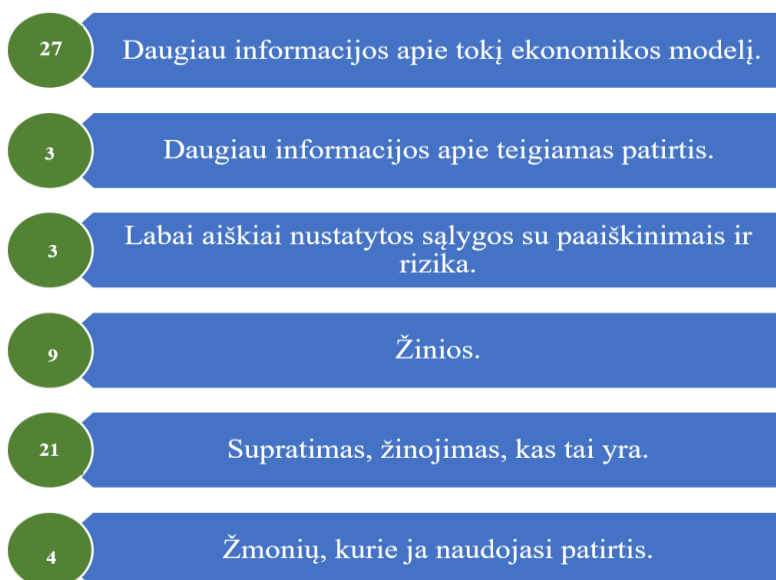 27
Daugiau informacijos apie tokį ekonomikos modelį.
3
Daugiau informacijos apie teigiamas patirtis.
3
Labai aiškiai nustatytos sąlygos su paaiškinimais ir
rizika.
9
Žinios.
21
Supratimas, žinojimas, kas tai yra.
4
Žmonių, kurie ja naudojasi patirtis.